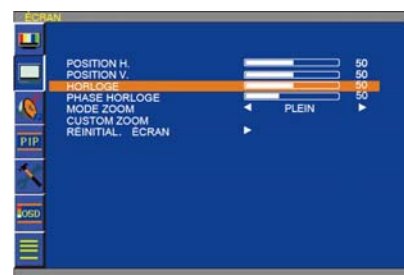 ÉCRAN
POSITION H. 50
POSITION V. 50
HORLOGE 50
PHASE HORLOGE 50
MODE ZOOM PLEIN
CUSTOM ZOOM
RÉINITIAL. ÉCRAN
PIP
OSD